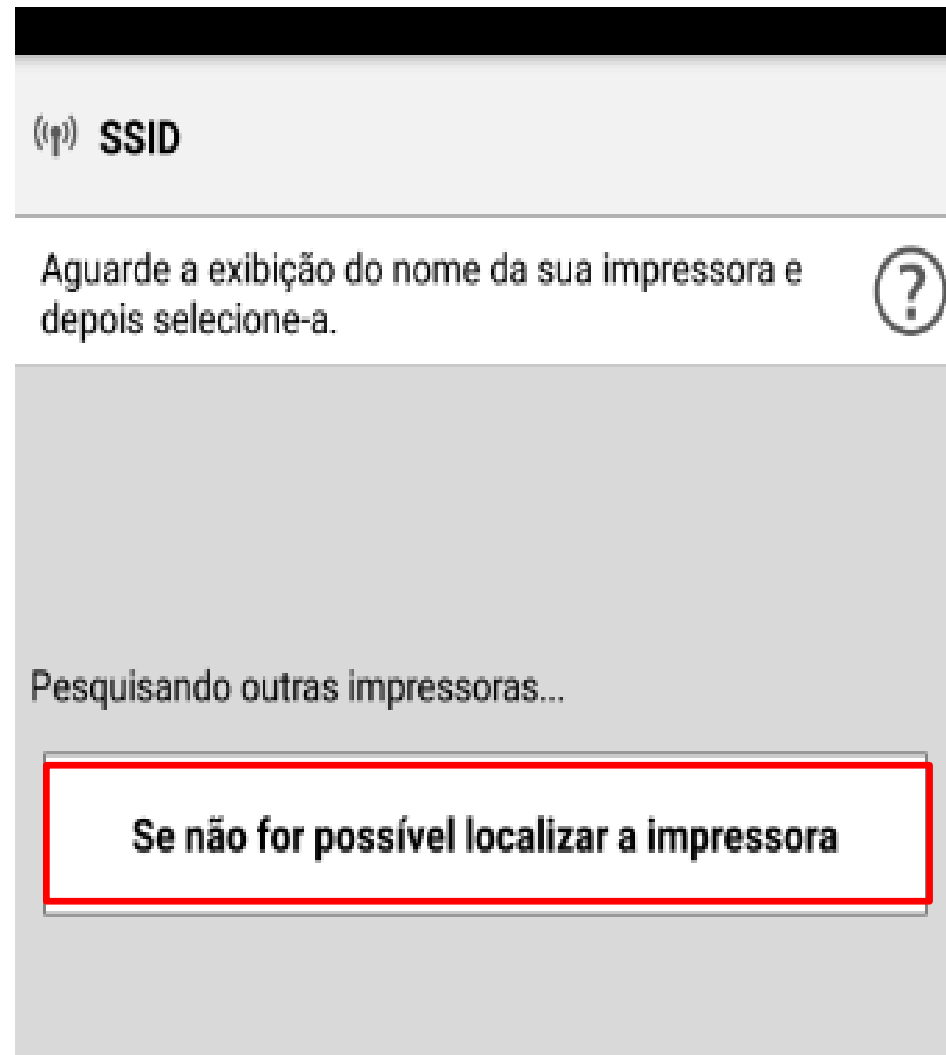 SSID
Aguarde a exibição do nome da sua impressora e
depois selecione-a.
?
Pesquisando outras impressoras...
Se não for possível localizar a impressora